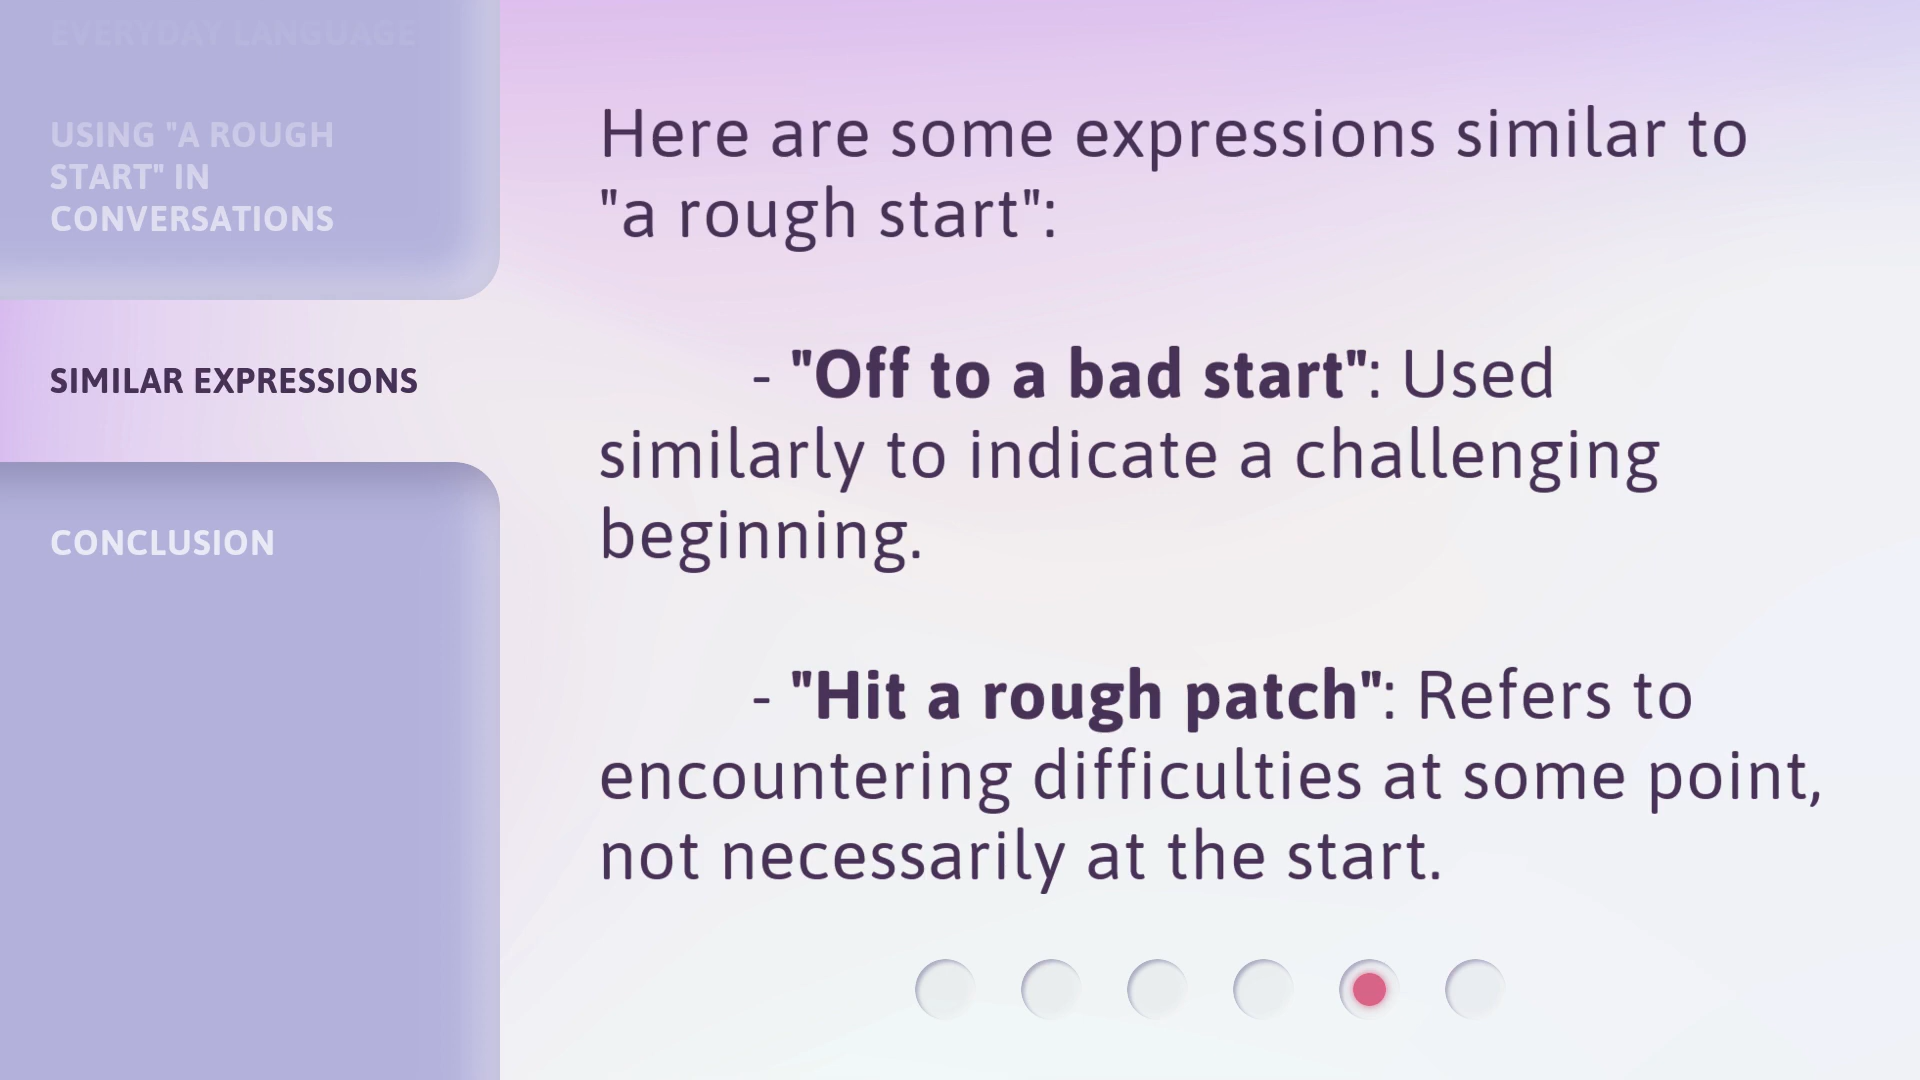 EVERYDAY LANGUAGE
USING "A ROUGH
START" IN
CONVERSATIONS
SIMILAR EXPRESSIONS
CONCLUSION
Here are some expressions similar to
"a rough start":
- "Off to a bad start": Used
similarly to indicate a challenging
beginning.
- "Hit a rough patch": Refers to
encountering difficulties at some point,
not necessarily at the start.